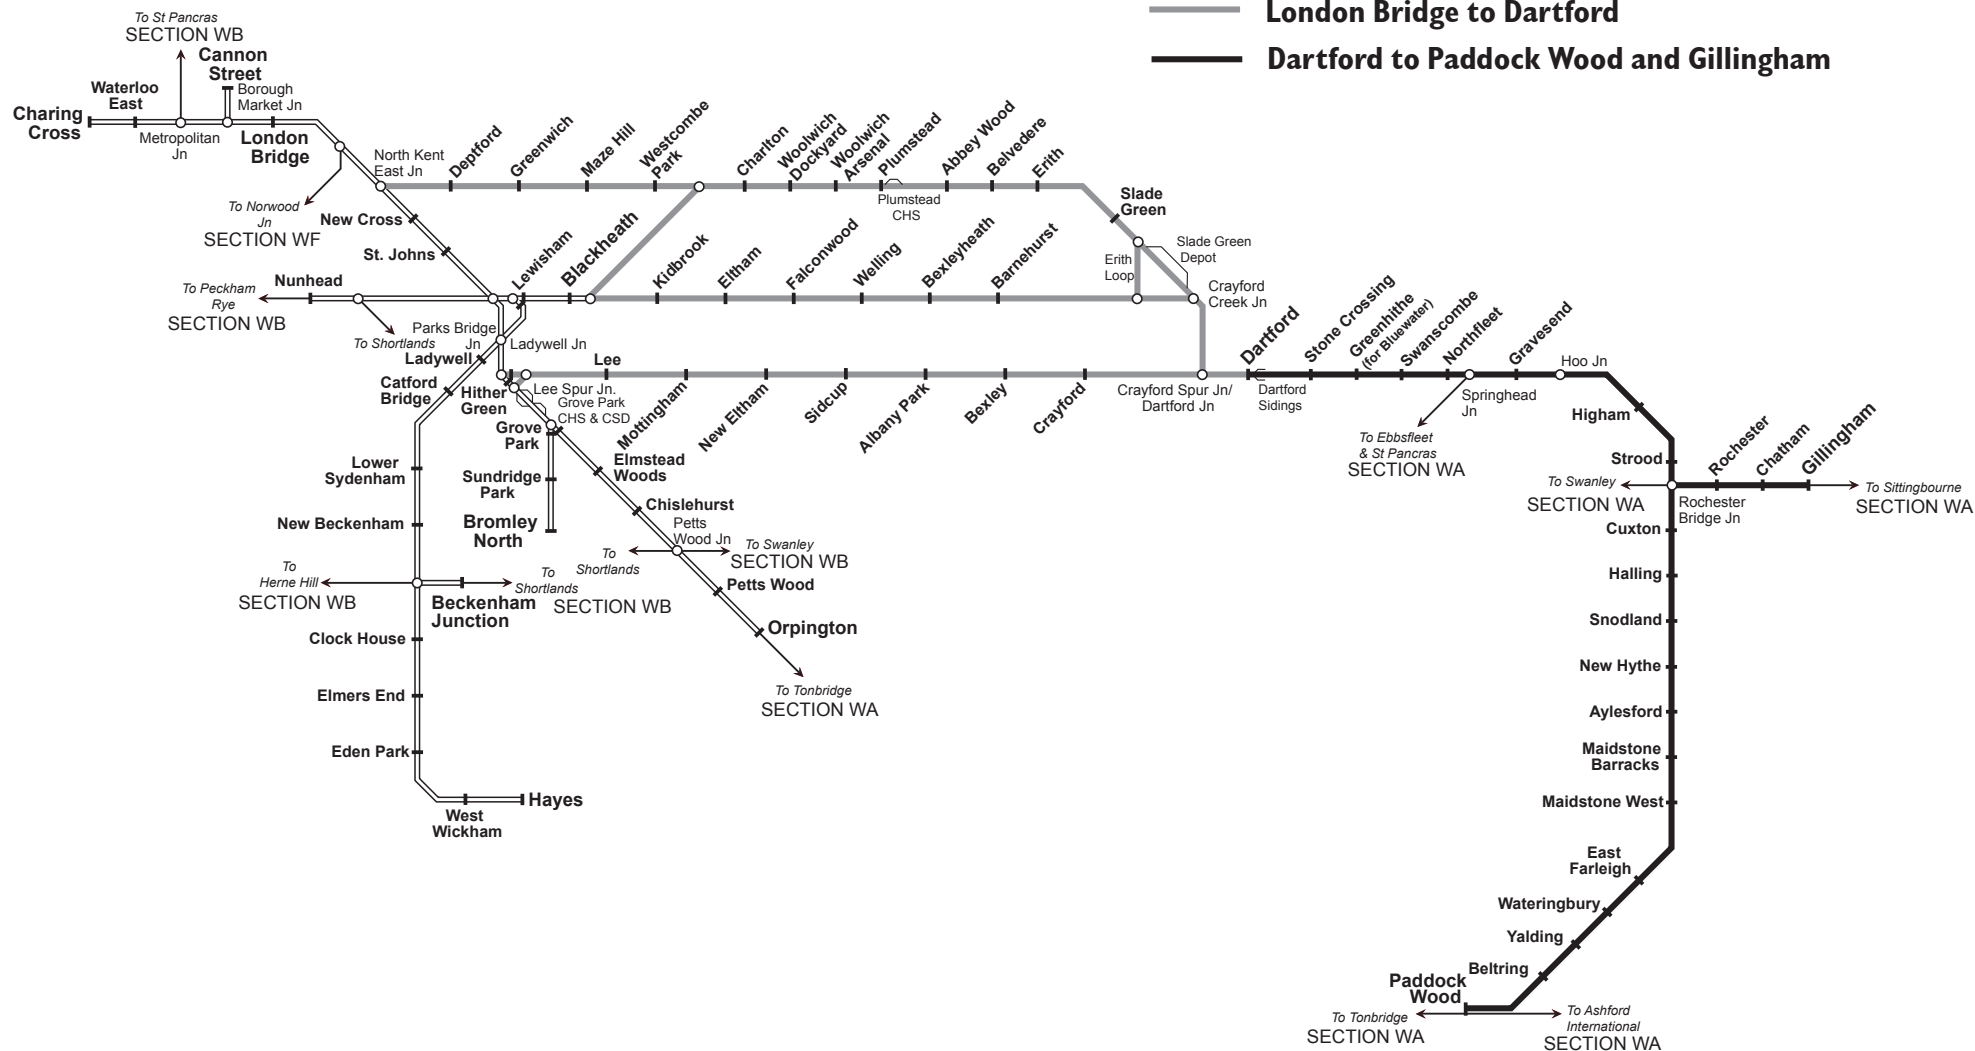 London Bridge to Dartford
Dartford to Paddock Wood and Gillingham
To St Pancras
SECTION WB
Cannon
Street
Borough
Market Jn
Waterloo
East
Charing
Cross
Metropolitan
Jn
London
Bridge
North Kent
East Jn
To Norwood
Jn
SECTION WF
New Cross
St. Johns
Deptford
Greenwich
Maze Hill
Westcombe
Park
Charlton
Woolwich
Dockyard
Woolwich
Arsenal
Plumstead
Plumstead
CHS
Abbey Wood
Belvedere
Erith
Slade
Green
Slade Green
Depot
Erith
Loop
Crayford
Creek Jn
Nunhead
To Peckham
Rye
SECTION WB
To Shortlands
Lewisham
Blackheath
Kidbrook
Eltham
Falconwood
Welling
Bexleyheath
Barnehurst
Parks Bridge
Jn
Ladywell Jn
Ladywell
Catford
Bridge
Hither
Green
Lee Spur Jn.
Grove Park
CHS & CSD
Lee
Mottingham
New Eltham
Sidcup
Albany Park
Bexley
Crayford
Crayford Spur Jn/
Dartford Jn
Dartford
Dartford
Sidings
Stone Crossing
Greenhithe
(for Bluewater)
Swanscombe
Northfleet
Springhead
Jn
Gravesend
Hoo Jn
To Ebbsfleet
& St Pancras
SECTION WA
Higham
Strood
To Swanley
SECTION WA
Rochester
Bridge Jn
Rochester
Chatham
Gillingham
To Sittingbourne
SECTION WA
Grove
Park
Sundridge
Park
Bromley
North
Elmstead
Woods
Chislehurst
Petts
Wood Jn
To
Shortlands
To Swanley
SECTION WB
Petts Wood
Orpington
To Tonbridge
SECTION WA
Lower
Sydenham
New Beckenham
To
Herne Hill
SECTION WB
To
Shortlands
SECTION WB
Beckenham
Junction
Clock House
Elmers End
Eden Park
West
Wickham
Hayes
Cuxton
Halling
Snodland
New Hythe
Aylesford
Maidstone
Barracks
Maidstone West
East
Farleigh
Wateringbury
Yalding
Beltring
Paddock
Wood
To Tonbridge
SECTION WA
To Ashford
International
SECTION WA